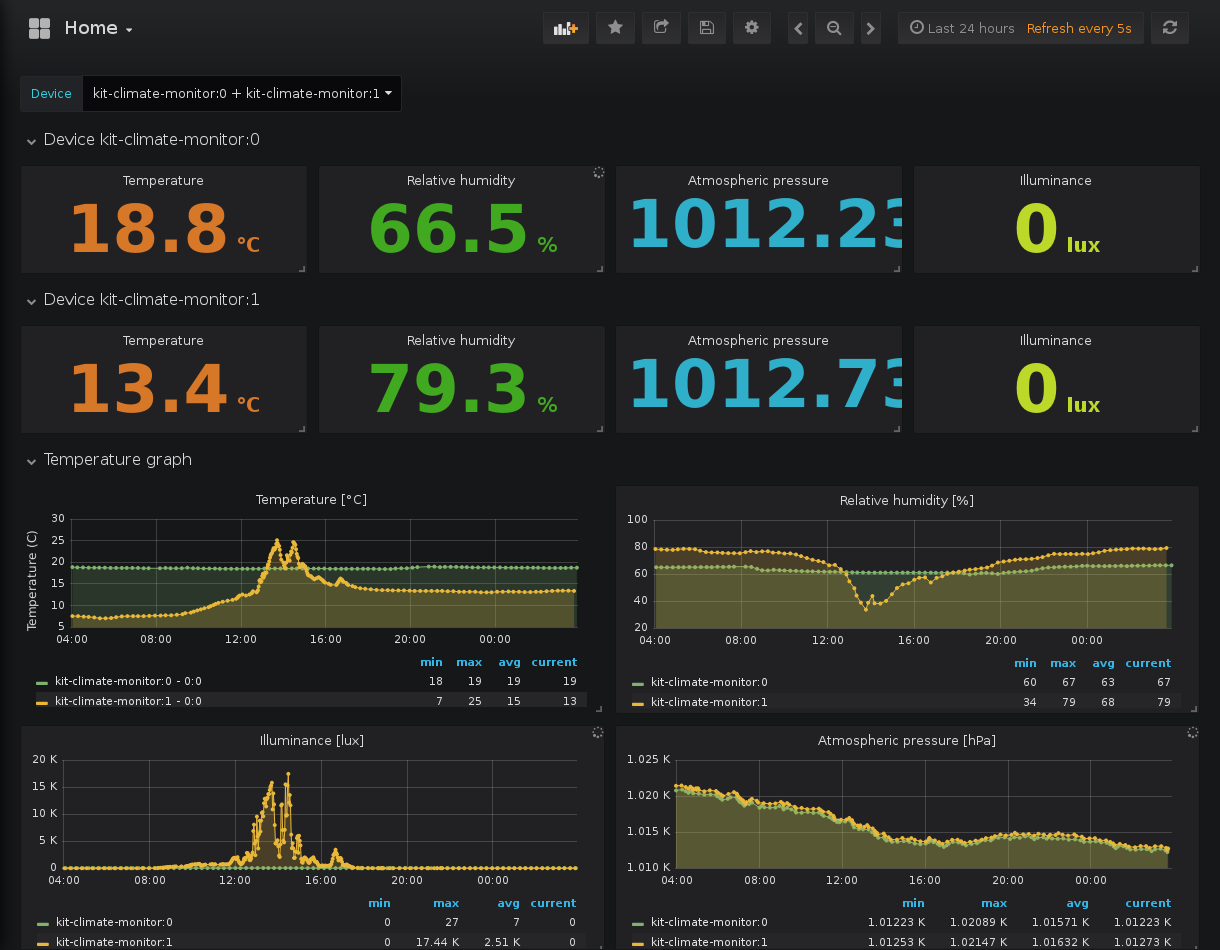 Home
Last 24 hours Refresh every 5s
Device kit-climate-monitor:0 + kit-climate-monitor:1
Device kit-climate-monitor:0
Temperature Relative humidity Atmospheric pressure Illuminance
18.8 °C 66.5 % 1012.23 0 lux
Device kit-climate-monitor:1
Temperature Relative humidity Atmospheric pressure Illuminance
13.4 °C 79.3 % 1012.73 0 lux
Temperature graph
Temperature [°C]
Temperature (C)
30
25
20
15
10
5
04:00 08:00 12:00 16:00 20:00 00:00
min max avg current
kit-climate-monitor:0 - 0:0 18 19 19 19
kit-climate-monitor:1 - 0:0 7 25 15 13
Relative humidity [%]
100
80
60
40
20
04:00 08:00 12:00 16:00 20:00 00:00
min max avg current
kit-climate-monitor:0 60 67 63 67
kit-climate-monitor:1 34 79 68 79
Illuminance [lux]
20 K
15 K
10 K
5 K
0
04:00 08:00 12:00 16:00 20:00 00:00
min max avg current
kit-climate-monitor:0 0 27 7 0
kit-climate-monitor:1 0 17.44 K 2.51 K 0
Atmospheric pressure [hPa]
1.025 K
1.020 K
1.015 K
1.010 K
04:00 08:00 12:00 16:00 20:00 00:00
min max avg current
kit-climate-monitor:0 1.01223 K 1.02089 K 1.01571 K 1.01223 K
kit-climate-monitor:1 1.01253 K 1.02147 K 1.01632 K 1.01273 K